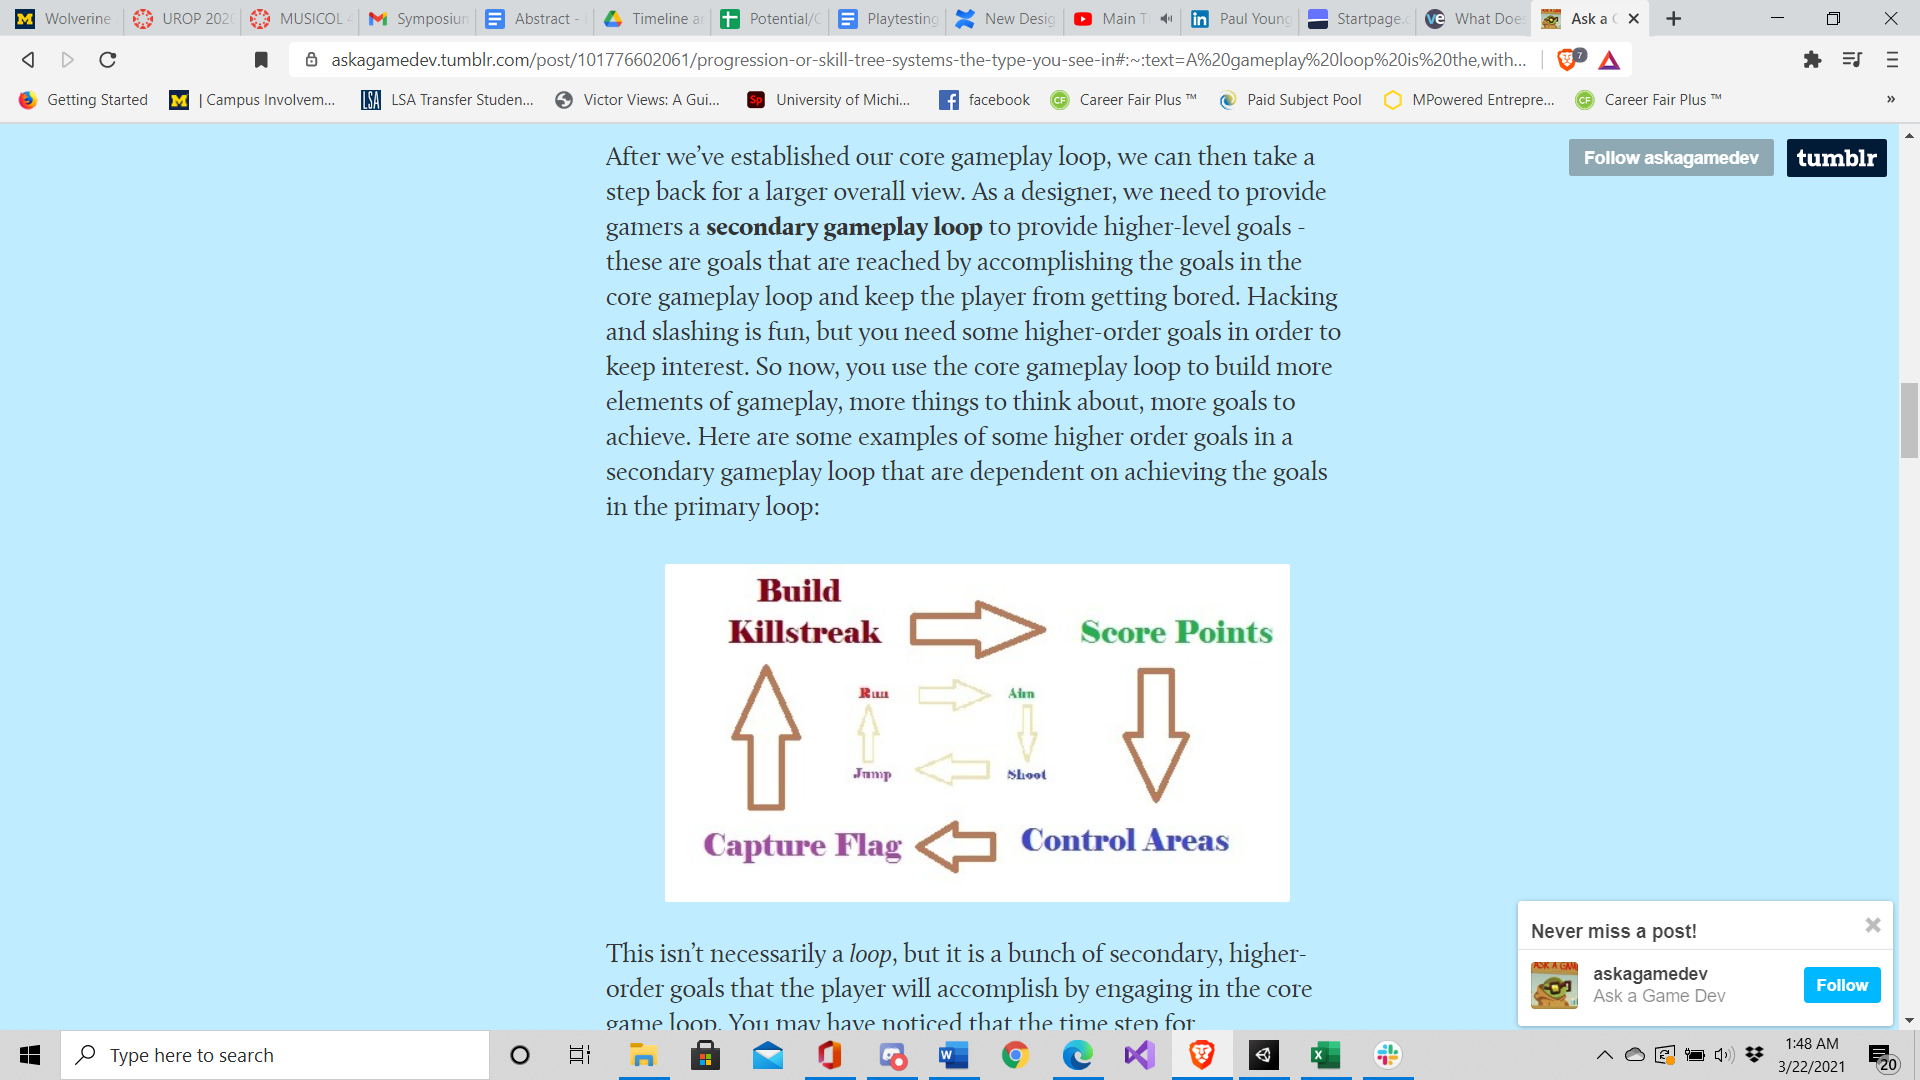 Wolverine
UROP 202
MUSICOL 4
Symposium
Abstract -
Timeline a
Potential/C
Playtesting
New Desig
Main T
Paul Young
Startpage.c
What Does
Ask a G
askagamedev.tumblr.com/post/101776602061/progression-or-skill-tree-systems-the-type-you-see-in#:~:text=A%20gameplay%20loop%20is%20the,with...
7
Getting Started
| Campus Involvem...
LSA Transfer Studen...
Victor Views: A Gui...
University of Michi...
facebook
Career Fair Plus ™
Paid Subject Pool
MPowered Entrepre...
Career Fair Plus ™
»
Follow askagamedev
tumblr
After we’ve established our core gameplay loop, we can then take a
step back for a larger overall view. As a designer, we need to provide
gamers a secondary gameplay loop to provide higher-level goals -
these are goals that are reached by accomplishing the goals in the
core gameplay loop and keep the player from getting bored. Hacking
and slashing is fun, but you need some higher-order goals in order to
keep interest. So now, you use the core gameplay loop to build more
elements of gameplay, more things to think about, more goals to
achieve. Here are some examples of some higher order goals in a
secondary gameplay loop that are dependent on achieving the goals
in the primary loop:
Build
Killstreak
Score Points
Run
Aim
Jump
Shoot
Capture Flag
Control Areas
This isn’t necessarily a loop, but it is a bunch of secondary, higher-
order goals that the player will accomplish by engaging in the core
game loop. You may have noticed that the time step for
Never miss a post!
askagamedev
Ask a Game Dev
Follow
Type here to search
1:48 AM
3/22/2021
20